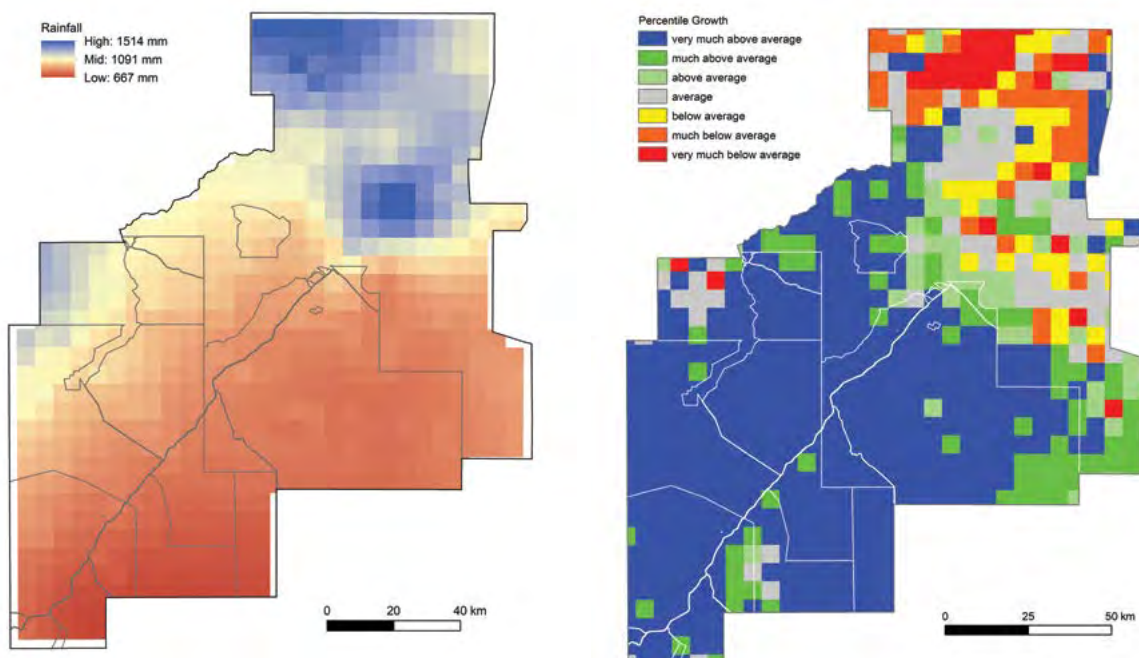 Rainfall
High: 1514 mm
Mid: 1091 mm
Low: 667 mm
0 20 40 km
Percentile Growth
very much above average
much above average
above average
average
below average
much below average
very much below average
0 25 50 km